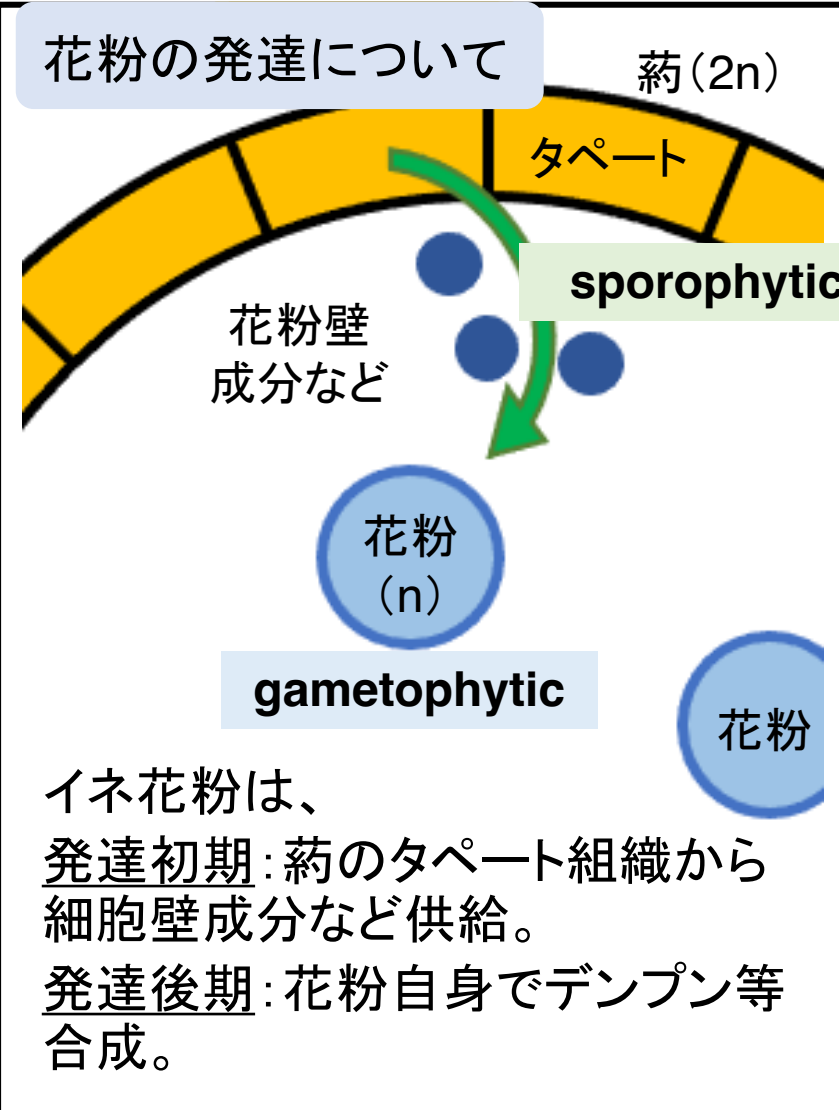 花粉の発達について
葯（2n）
タペート
sporophytic
花粉壁
成分など
花粉
（n）
gametophytic
花粉
イネ花粉は、
発達初期：葯のタペート組織から
細胞壁成分など供給。
発達後期：花粉自身でデンプン等
合成。